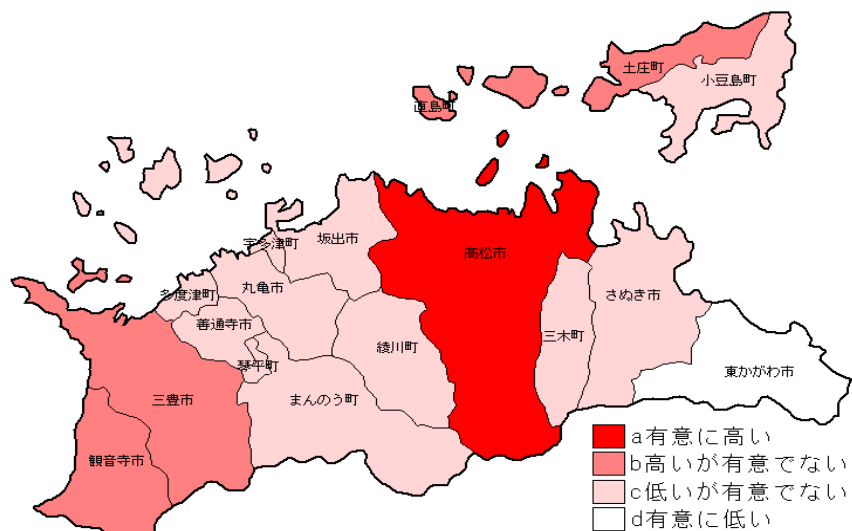 土庄町
小豆島町
直島町
宇多津町
坂出市
高松市
多度津町
丸亀市
さぬき市
善通寺市
綾川町
三木町
琴平町
東かがわ市
三豊市
まんのう町
観音寺市
a有意に高い
b高いが有意でない
c低いが有意でない
d有意に低い